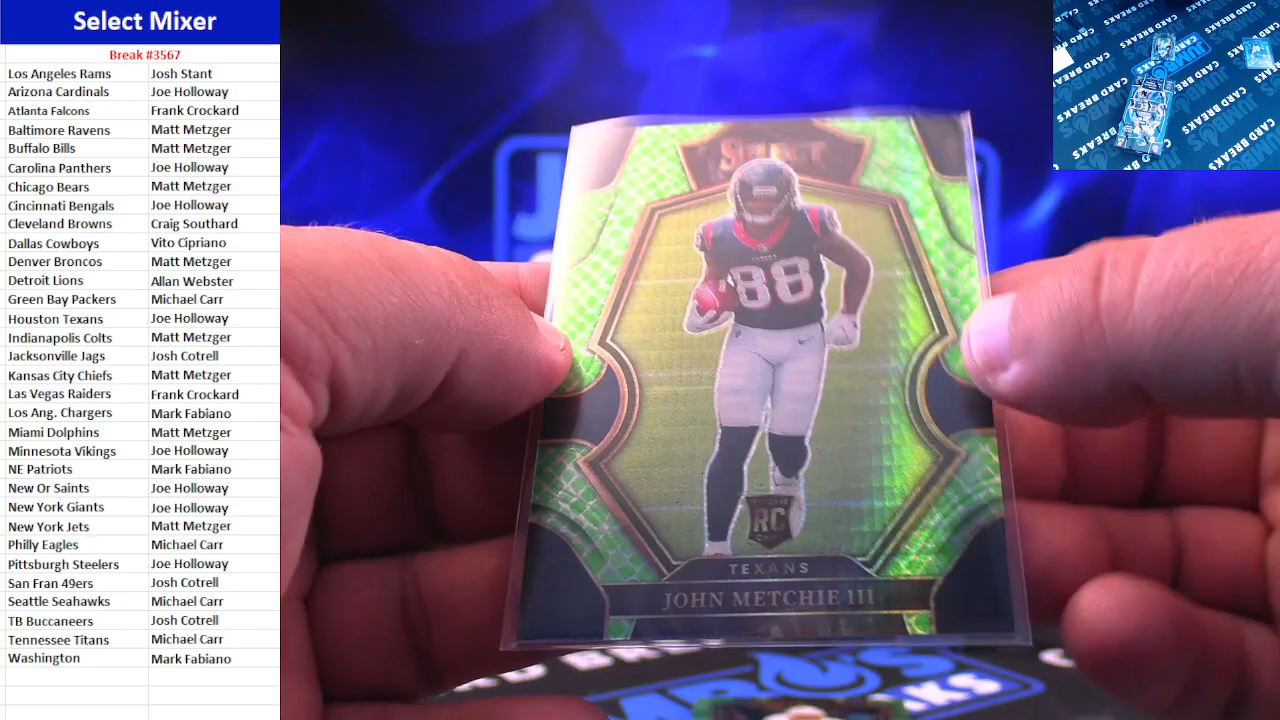 Select Mixer
Break #3567
Los Angeles Rams Josh Stant
Arizona Cardinals Joe Holloway
Atlanta Falcons Frank Crockard
Baltimore Ravens Matt Metzger
Buffalo Bills Matt Metzger
Carolina Panthers Joe Holloway
Chicago Bears Matt Metzger
Cincinnati Bengals Joe Holloway
Cleveland Browns Craig Southard
Dallas Cowboys Vito Cipriano
Denver Broncos Matt Metzger
Detroit Lions Allan Webster
Green Bay Packers Michael Carr
Houston Texans Joe Holloway
Indianapolis Colts Matt Metzger
Jacksonville Jags Josh Cotrell
Kansas City Chiefs Matt Metzger
Las Vegas Raiders Frank Crockard
Los Ang. Chargers Mark Fabiano
Miami Dolphins Matt Metzger
Minnesota Vikings Joe Holloway
NE Patriots Mark Fabiano
New Or Saints Joe Holloway
New York Giants Joe Holloway
New York Jets Matt Metzger
Philly Eagles Michael Carr
Pittsburgh Steelers Joe Holloway
San Fran 49ers Josh Cotrell
Seattle Seahawks Michael Carr
TB Buccaneers Josh Cotrell
Tennessee Titans Michael Carr
Washington Mark Fabiano
SELECT
88
RC
TEXANS
JOHN METCHIE III
CARD BREAKS
JUMBO'S
CARD BREAKS